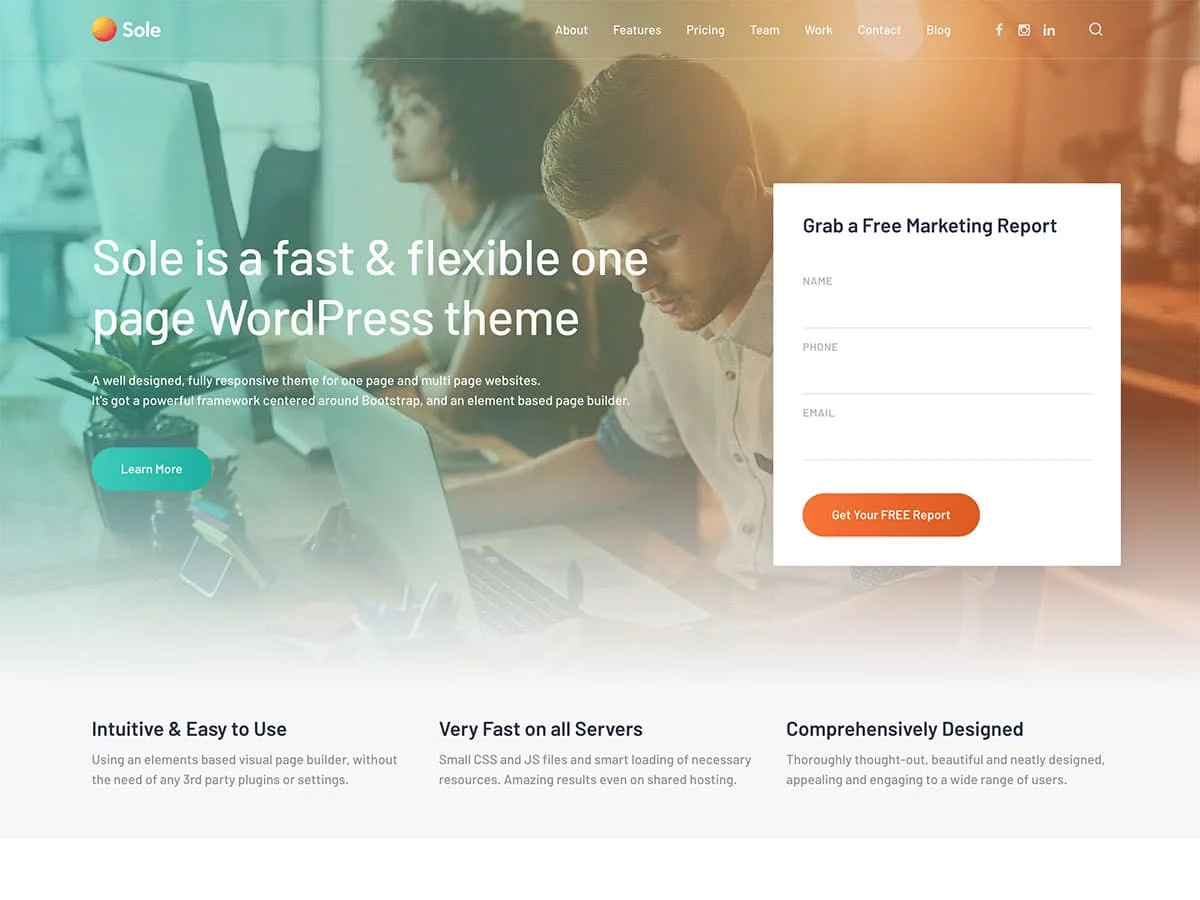 Sole
About Features Pricing Team Work Contact Blog
Sole is a fast & flexible one
page WordPress theme
A well designed, fully responsive theme for one page and multi page websites.
It's got a powerful framework centered around Bootstrap, and an element based page builder.
Learn More
Grab a Free Marketing Report
NAME
PHONE
EMAIL
Get Your FREE Report
Intuitive & Easy to Use
Using an elements based visual page builder, without
the need of any 3rd party plugins or settings.
Very Fast on all Servers
Small CSS and JS files and smart loading of necessary
resources. Amazing results even on shared hosting.
Comprehensively Designed
Thoroughly thought-out, beautiful and neatly designed,
appealing and engaging to a wide range of users.